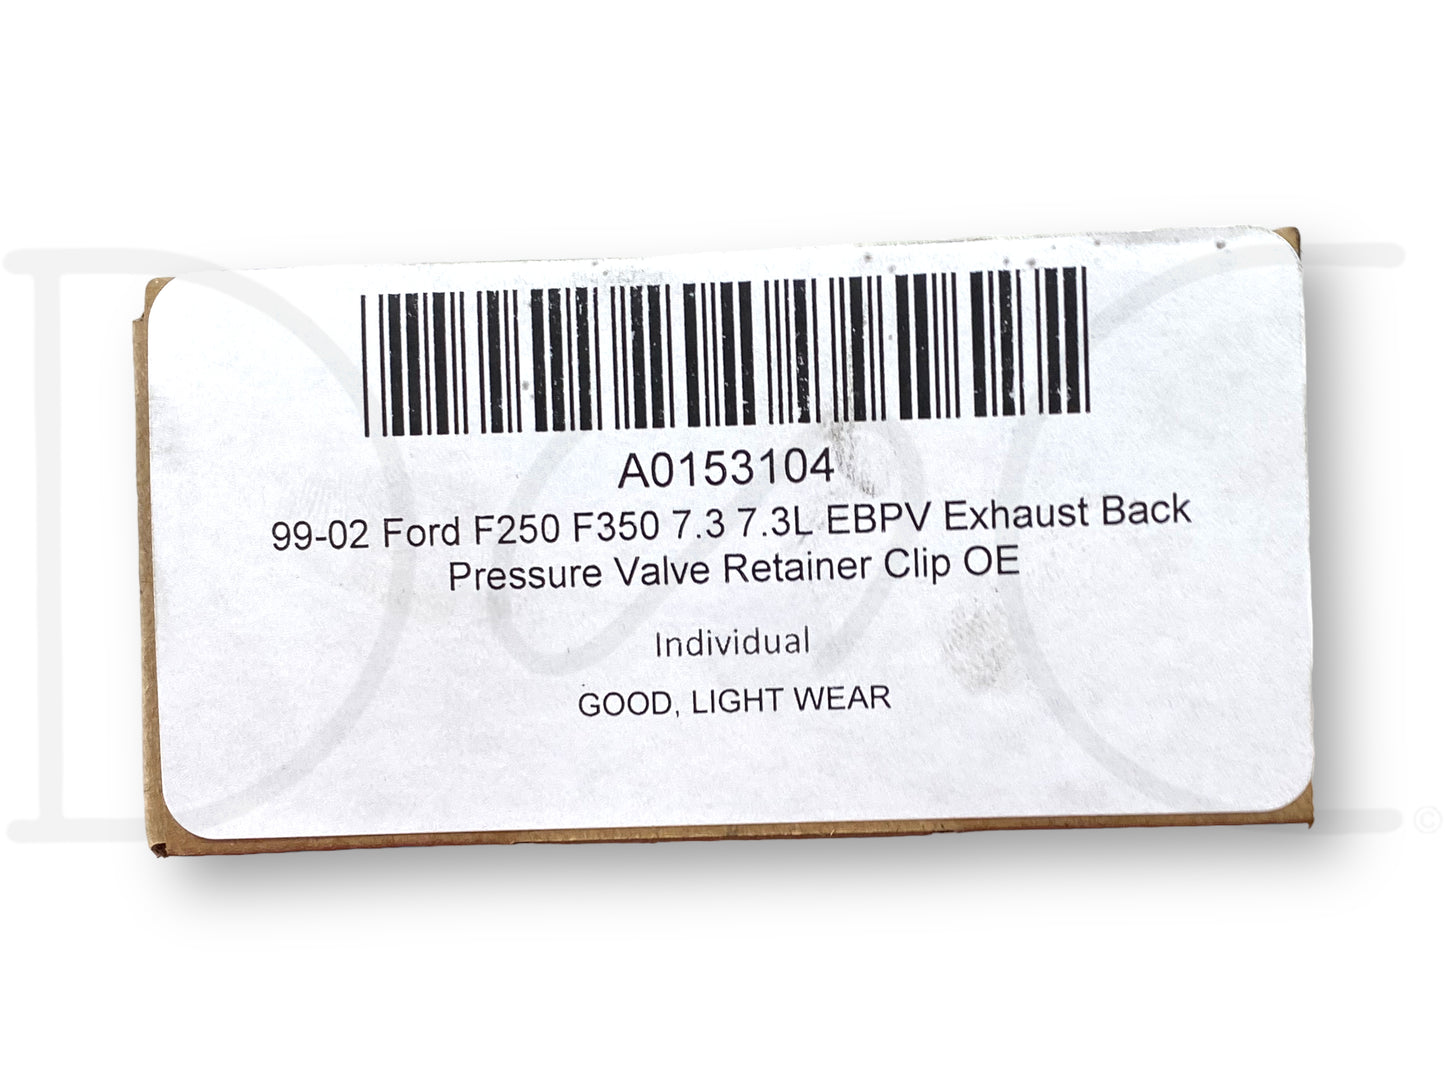 A0153104
99-02 Ford F250 F350 7.3 7.3L EBPV Exhaust Back
Pressure Valve Retainer Clip OE
Individual
GOOD, LIGHT WEAR
©